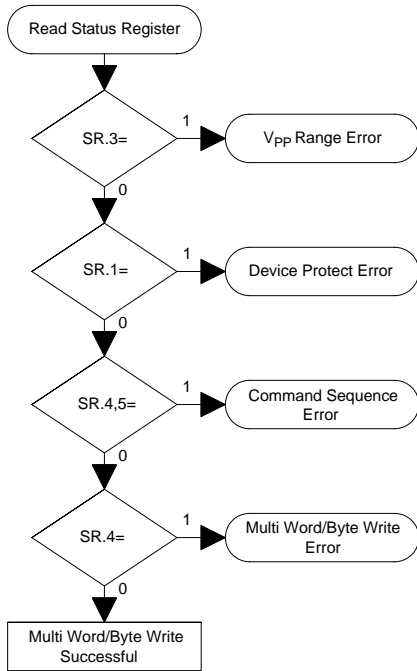 Read Status Register
SR.3=
1
V_PP Range Error
0
SR.1=
1
Device Protect Error
0
SR.4,5=
1
Command Sequence
Error
0
SR.4=
1
Multi Word/Byte Write
Error
0
Multi Word/Byte Write
Successful